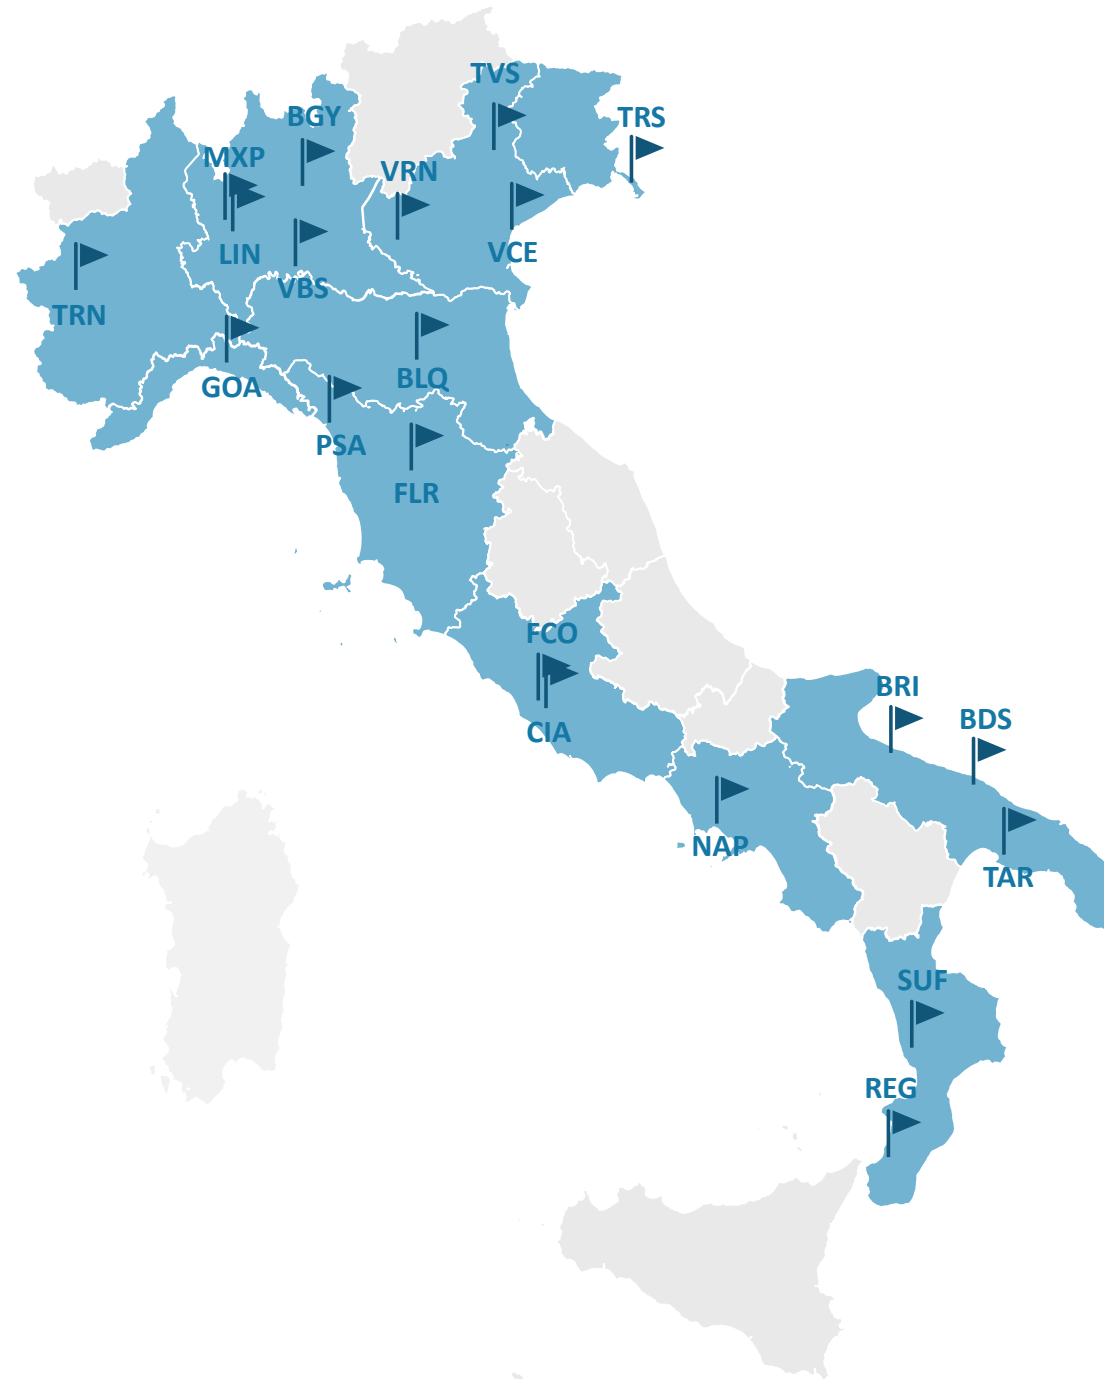 TVS
BGY
TRS
MXP
VRN
LIN
VCE
VBS
TRN
GOA
BLQ
PSA
FLR
FCO
CIA
BRI
BDS
NAP
TAR
SUF
REG